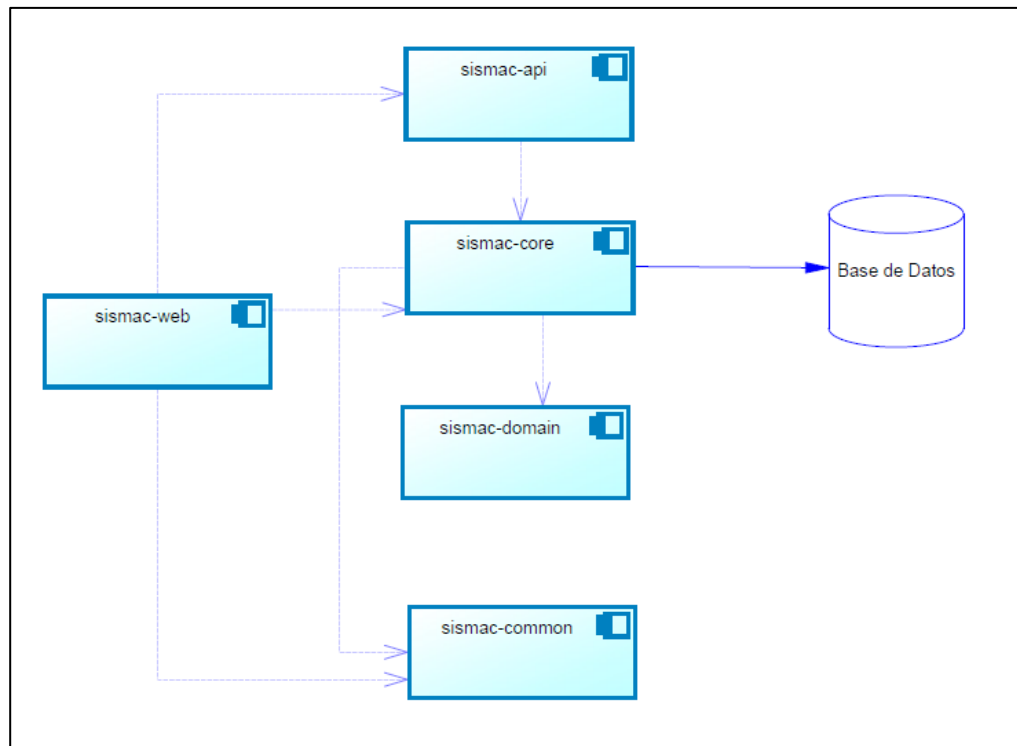 sismac-api
sismac-core
Base de Datos
sismac-web
sismac-domain
sismac-common